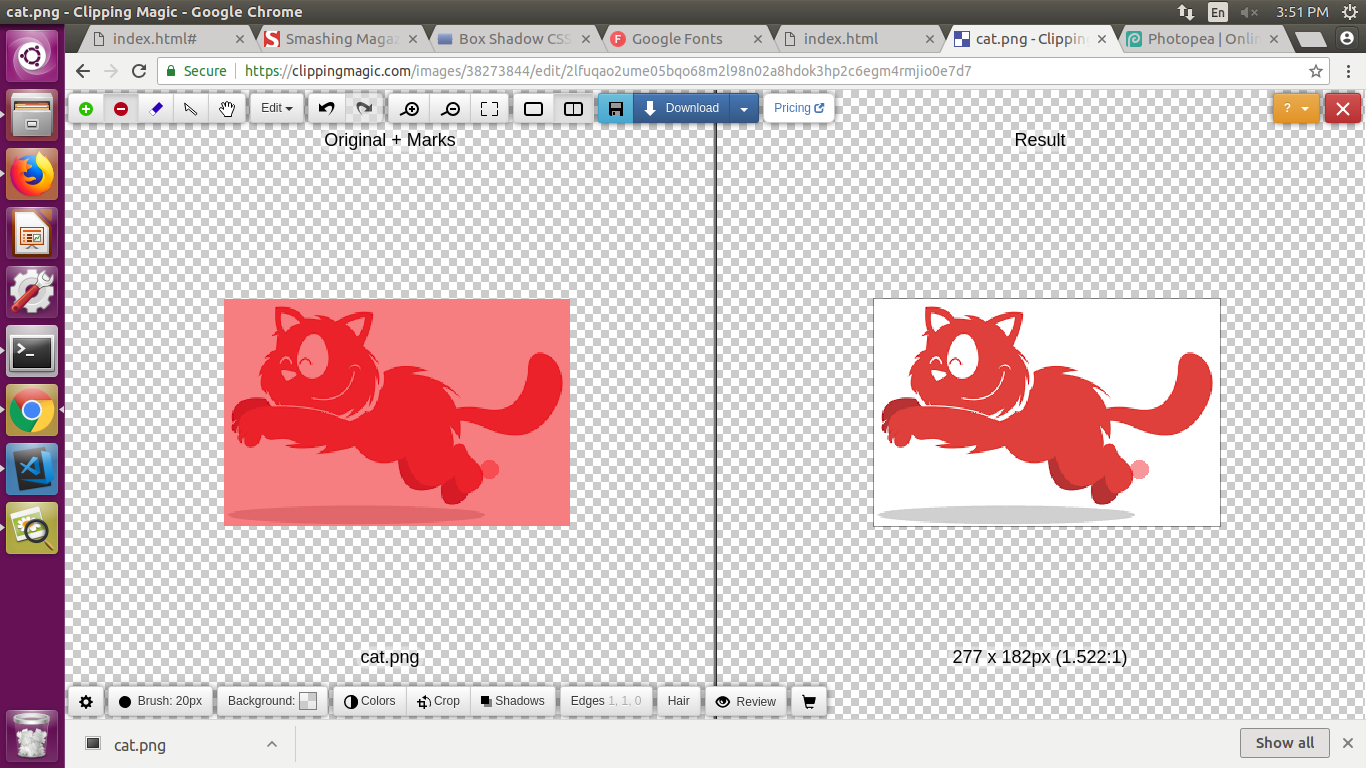 cat.png - Clipping Magic - Google Chrome
En
3:51 PM
index.html#
Smashing Magaz
Box Shadow CSS
Google Fonts
index.html
cat.png - Clippin
Photopea | Onlin
Secure
https://clippingmagic.com/images/38273844/edit/2lfuqao2ume05bqo68m2l98n02a8hdok3hp2c6egm4rmjio0e7d7
Edit
Download
Pricing
?
Original + Marks
Result
cat.png
277 x 182px (1.522:1)
Brush: 20px
Background:
Colors
Crop
Shadows
Edges 1, 1, 0
Hair
Review
cat.png
Show all